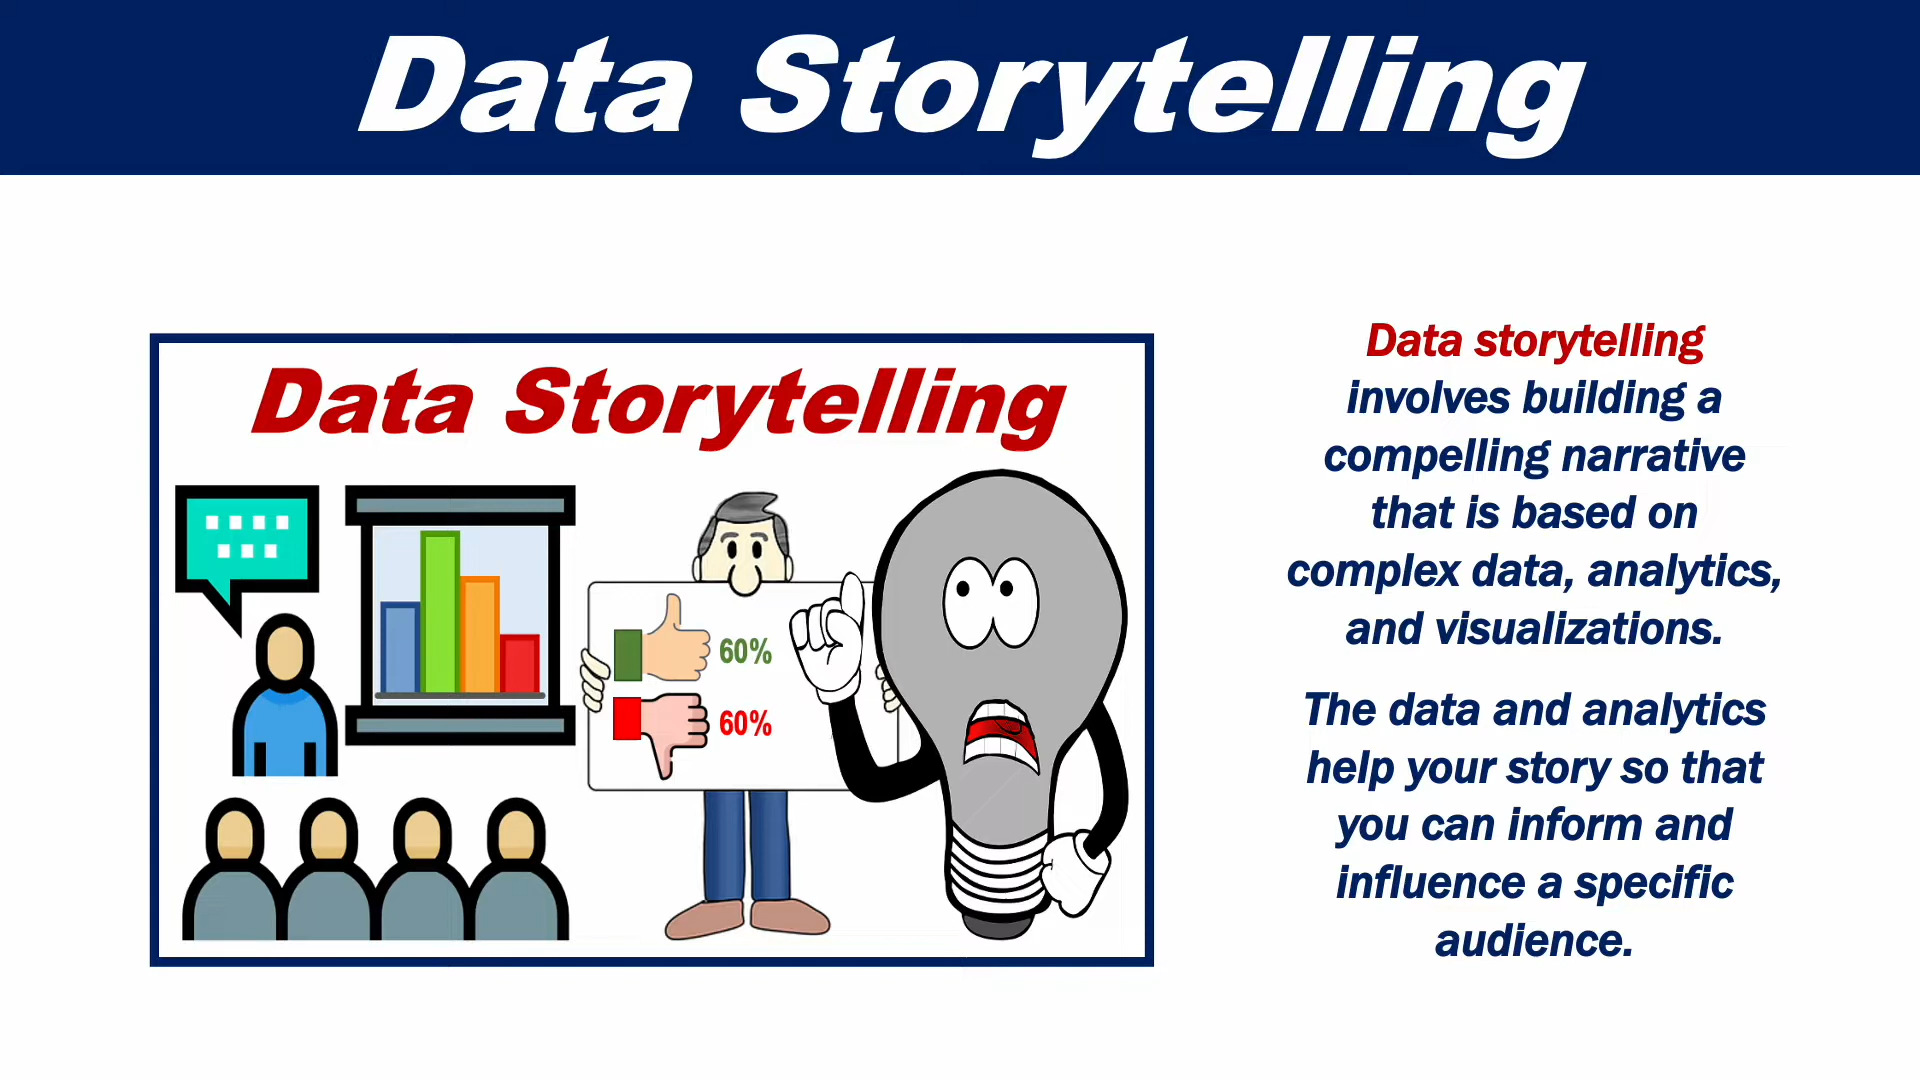 Data Storytelling
Data Storytelling
60%
60%
Data storytelling
involves building a
compelling narrative
that is based on
complex data, analytics,
and visualizations.
The data and analytics
help your story so that
you can inform and
influence a specific
audience.